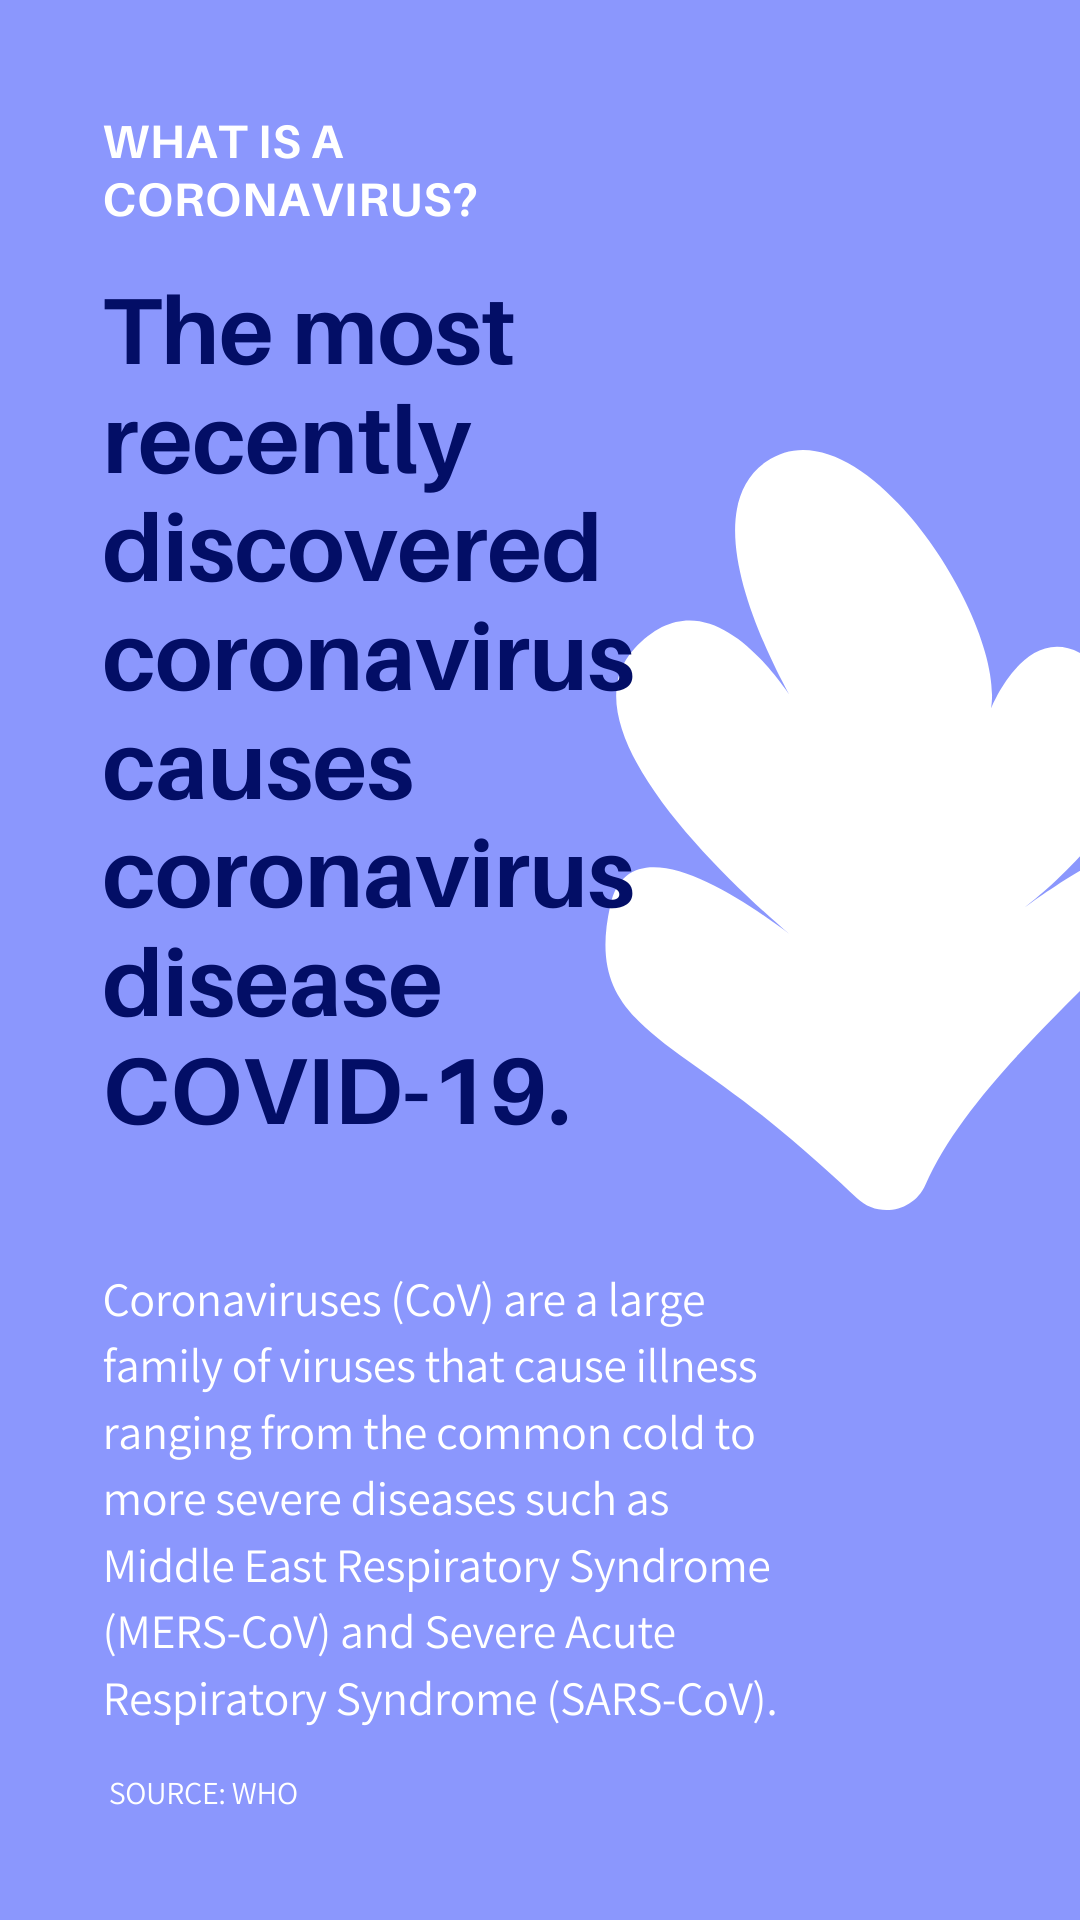 WHAT IS A
CORONAVIRUS?
The most
recently
discovered
coronavirus
causes
coronavirus
disease
COVID-19.
Coronaviruses (CoV) are a large
family of viruses that cause illness
ranging from the common cold to
more severe diseases such as
Middle East Respiratory Syndrome
(MERS-CoV) and Severe Acute
Respiratory Syndrome (SARS-CoV).
SOURCE: WHO